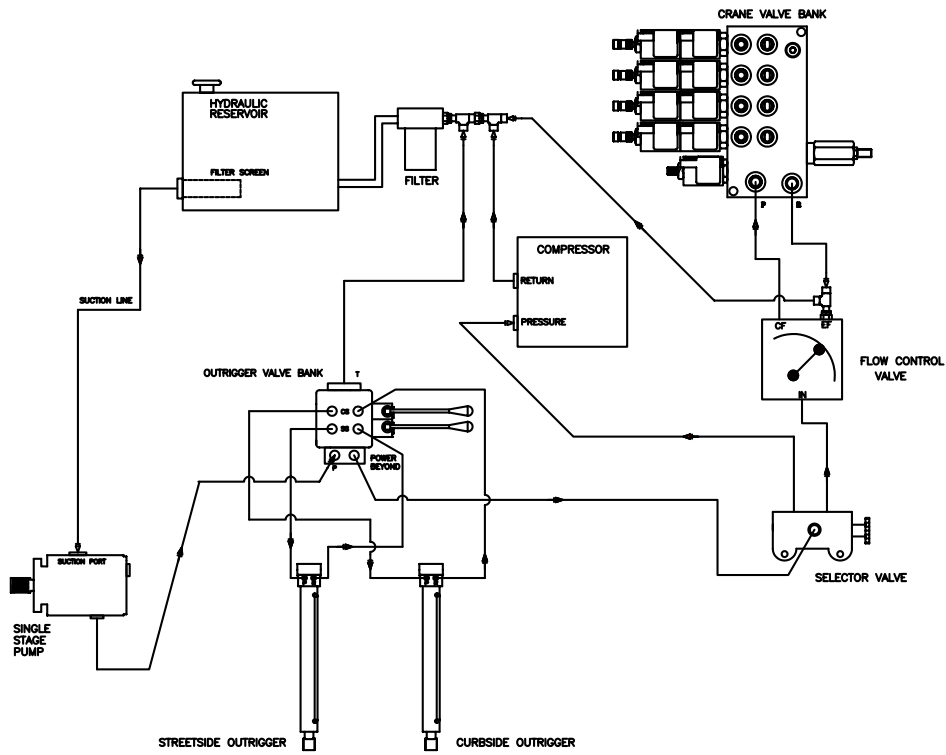 CRANE VALVE BANK
HYDRAULIC
RESERVOIR
FILTER SCREEN
FILTER
P
R
COMPRESSOR
RETURN
PRESSURE
SUCTION LINE
CF
EF
IN
FLOW CONTROL
VALVE
OUTRIGGER VALVE BANK
T
CS
SS
P
POWER
BEYOND
SUCTION PORT
SINGLE
STAGE
PUMP
SELECTOR VALVE
STREETSIDE OUTRIGGER
CURBSIDE OUTRIGGER